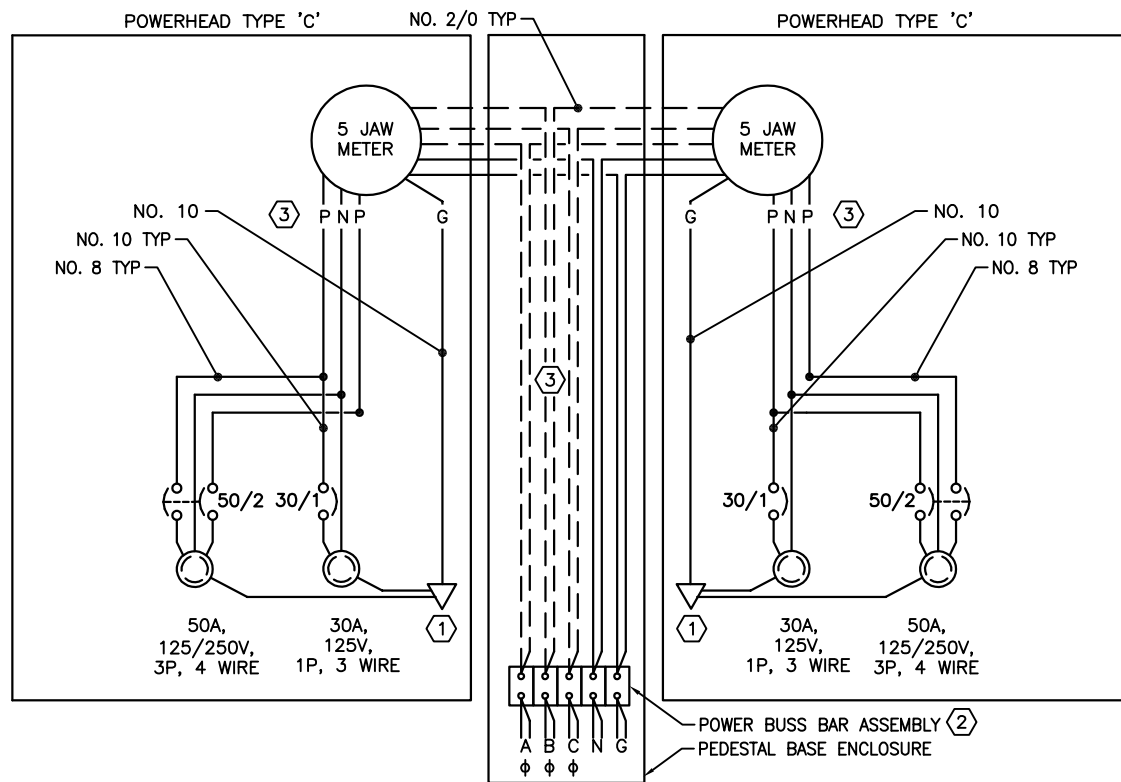 POWERHEAD TYPE 'C'
NO. 2/0 TYP
POWERHEAD TYPE 'C'
5 JAW
METER
5 JAW
METER
NO. 10
3
P N P
G
G
P N P
3
NO. 10
NO. 10 TYP
NO. 10 TYP
NO. 8 TYP
NO. 8 TYP
3
50/2
30/1
30/1
50/2
1
1
50A,
125/250V,
3P, 4 WIRE
30A,
125V,
1P, 3 WIRE
30A,
125V,
1P, 3 WIRE
50A,
125/250V,
3P, 4 WIRE
POWER BUSS BAR ASSEMBLY 2
A B C N G
PEDESTAL BASE ENCLOSURE
ϕ ϕ ϕ